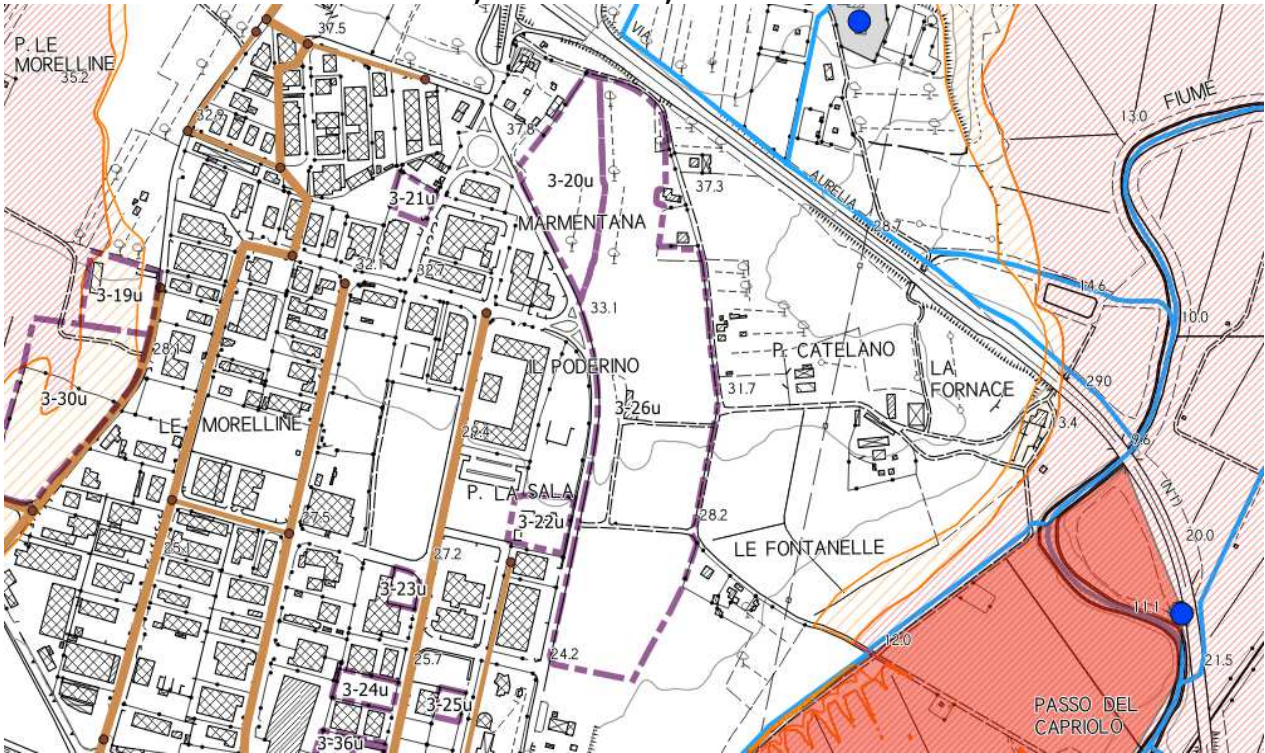 P. LE
MORELLINE
35.2
37.5
VIA
FIUME
13.0
32.9
37.8
3-20u
37.3
AURELIA
3-21u
MARMENTANA
28.7
32.1
32.7
14.6
3-19u
33.1
10.0
28.1
IL PODERINO
P. CATELANO
LA
FORNACE
31.7
290
3-30u
3-26u
LE MORELLINE
29.4
13.4
9.6
P. LA SALA
(N°1)
27.5
3-22u
28.2
25.1
LE FONTANELLE
20.0
27.2
3-23u
11.1
12.0
24.2
25.7
21.5
3-24u
3-25u
PASSO DEL
CAPRIOLO
3-36u